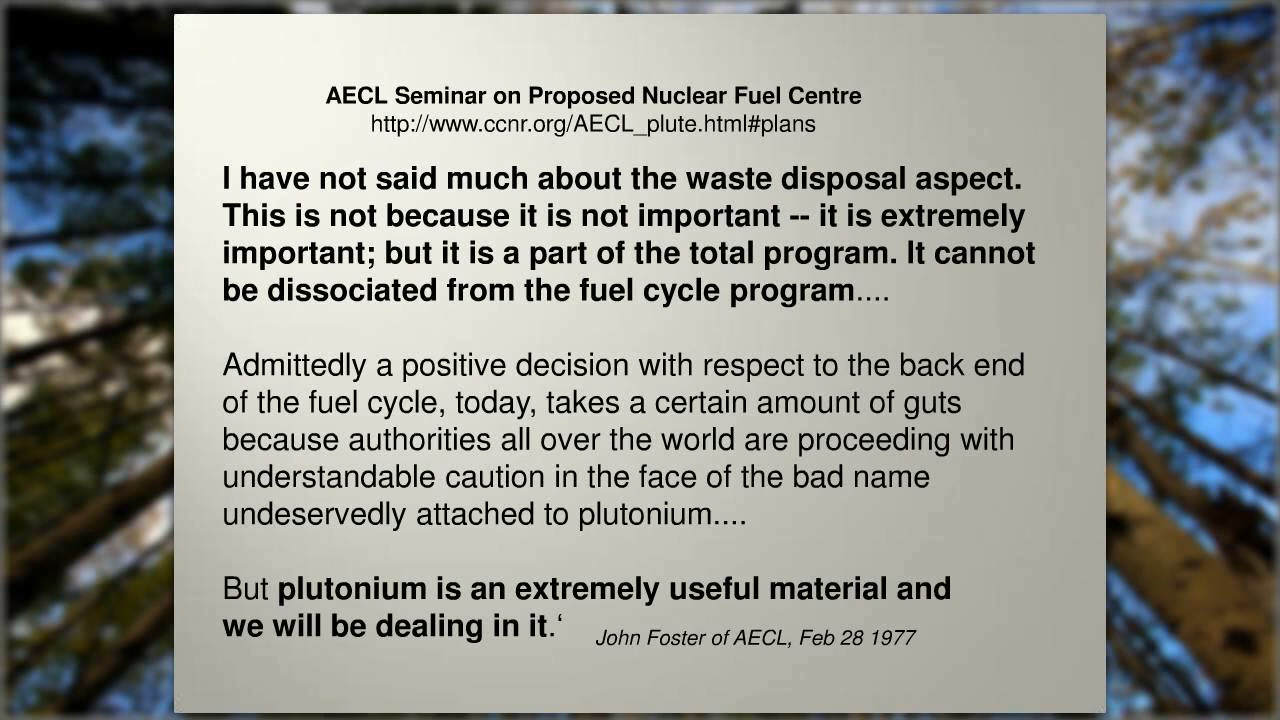 AECL Seminar on Proposed Nuclear Fuel Centre
http://www.ccnr.org/AECL_plute.html#plans
I have not said much about the waste disposal aspect.
This is not because it is not important -- it is extremely
important; but it is a part of the total program. It cannot
be dissociated from the fuel cycle program....
Admittedly a positive decision with respect to the back end
of the fuel cycle, today, takes a certain amount of guts
because authorities all over the world are proceeding with
understandable caution in the face of the bad name
undeservedly attached to plutonium....
But plutonium is an extremely useful material and
we will be dealing in it.‘
John Foster of AECL, Feb 28 1977